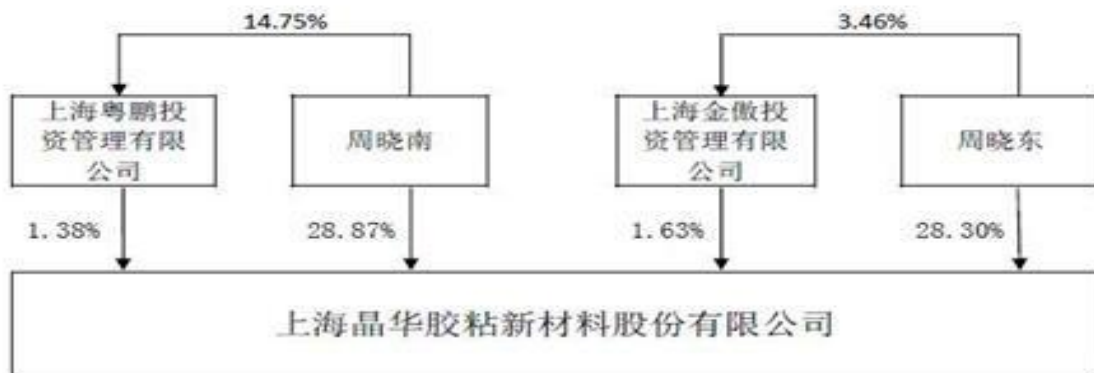 14.75%
3.46%
上海粤鹏投
资管理有限
公司
周晓南
上海金傲投
资管理有限
公司
周晓东
1.38%
28.87%
1.63%
28.30%
上海晶华胶粘新材料股份有限公司